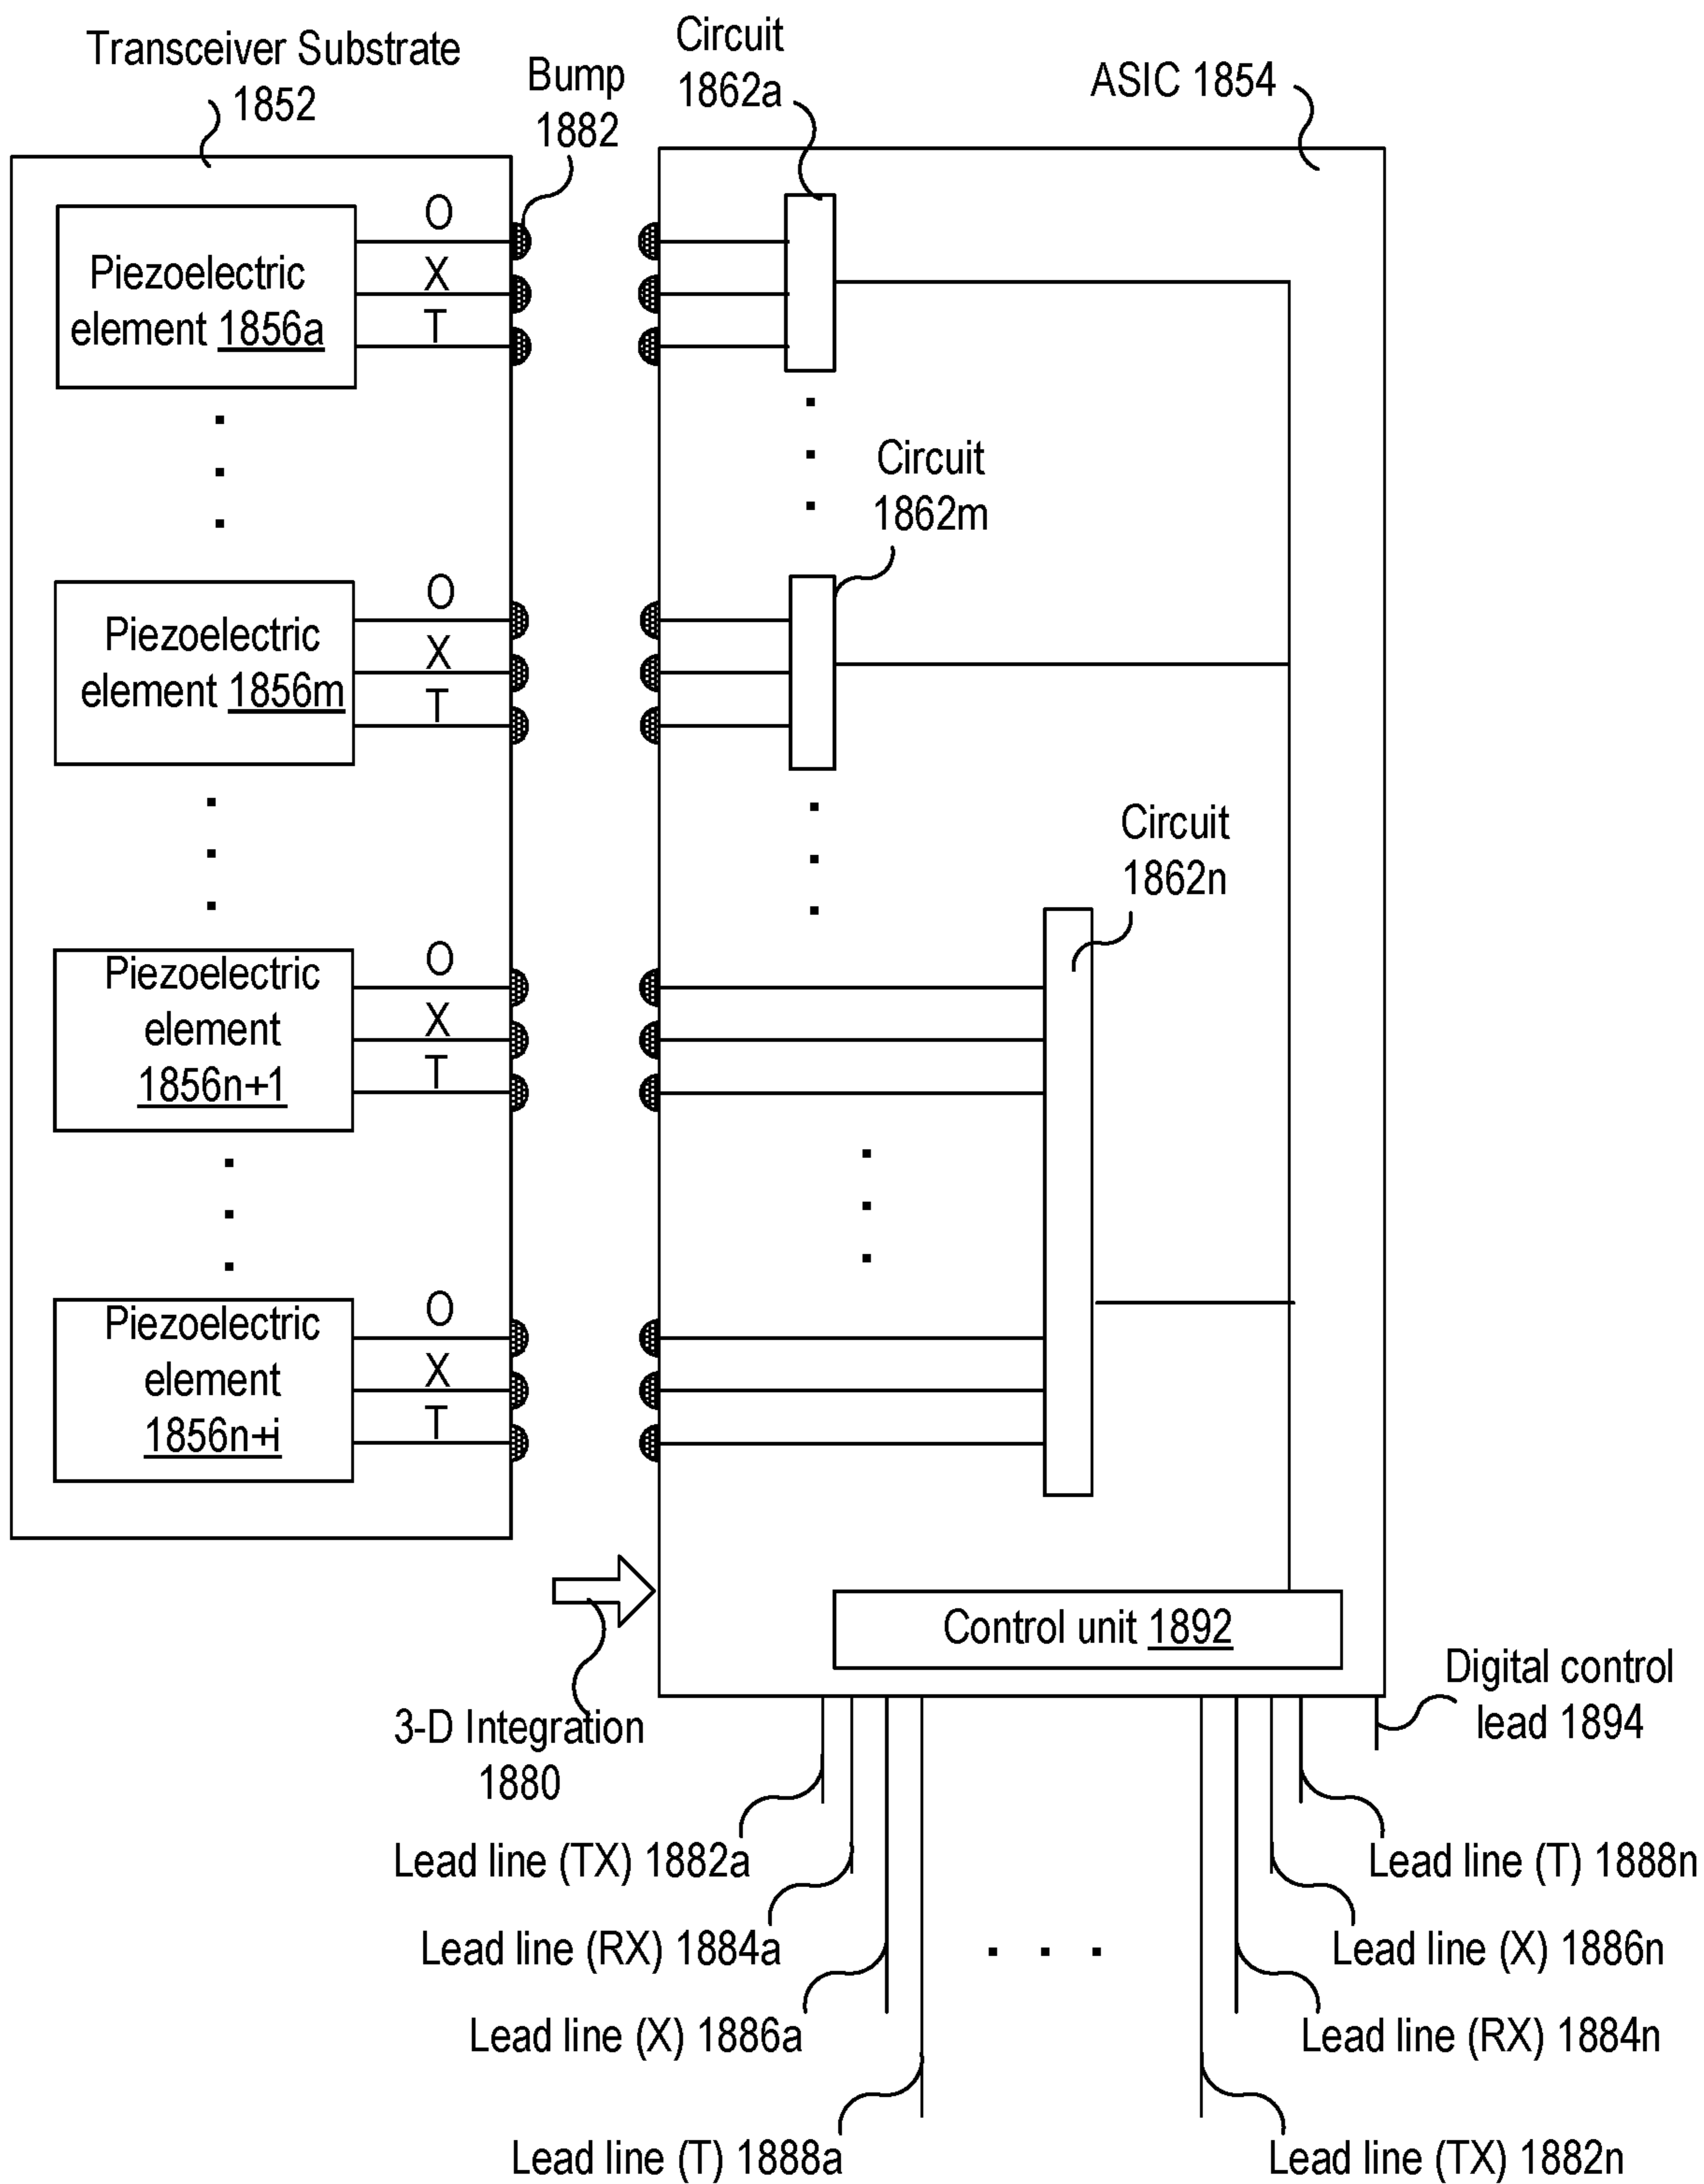 Transceiver Substrate
1852
Bump
1882
Circuit
1862a
ASIC 1854
Piezoelectric
element 1856a
O
X
T
Circuit
1862m
Piezoelectric
element 1856m
O
X
T
Circuit
1862n
Piezoelectric
element
1856n+1
O
X
T
Piezoelectric
element
1856n+i
O
X
T
Control unit 1892
3-D Integration
1880
Digital control
lead 1894
Lead line (TX) 1882a
Lead line (T) 1888n
Lead line (RX) 1884a
Lead line (X) 1886n
Lead line (X) 1886a
Lead line (RX) 1884n
Lead line (T) 1888a
Lead line (TX) 1882n